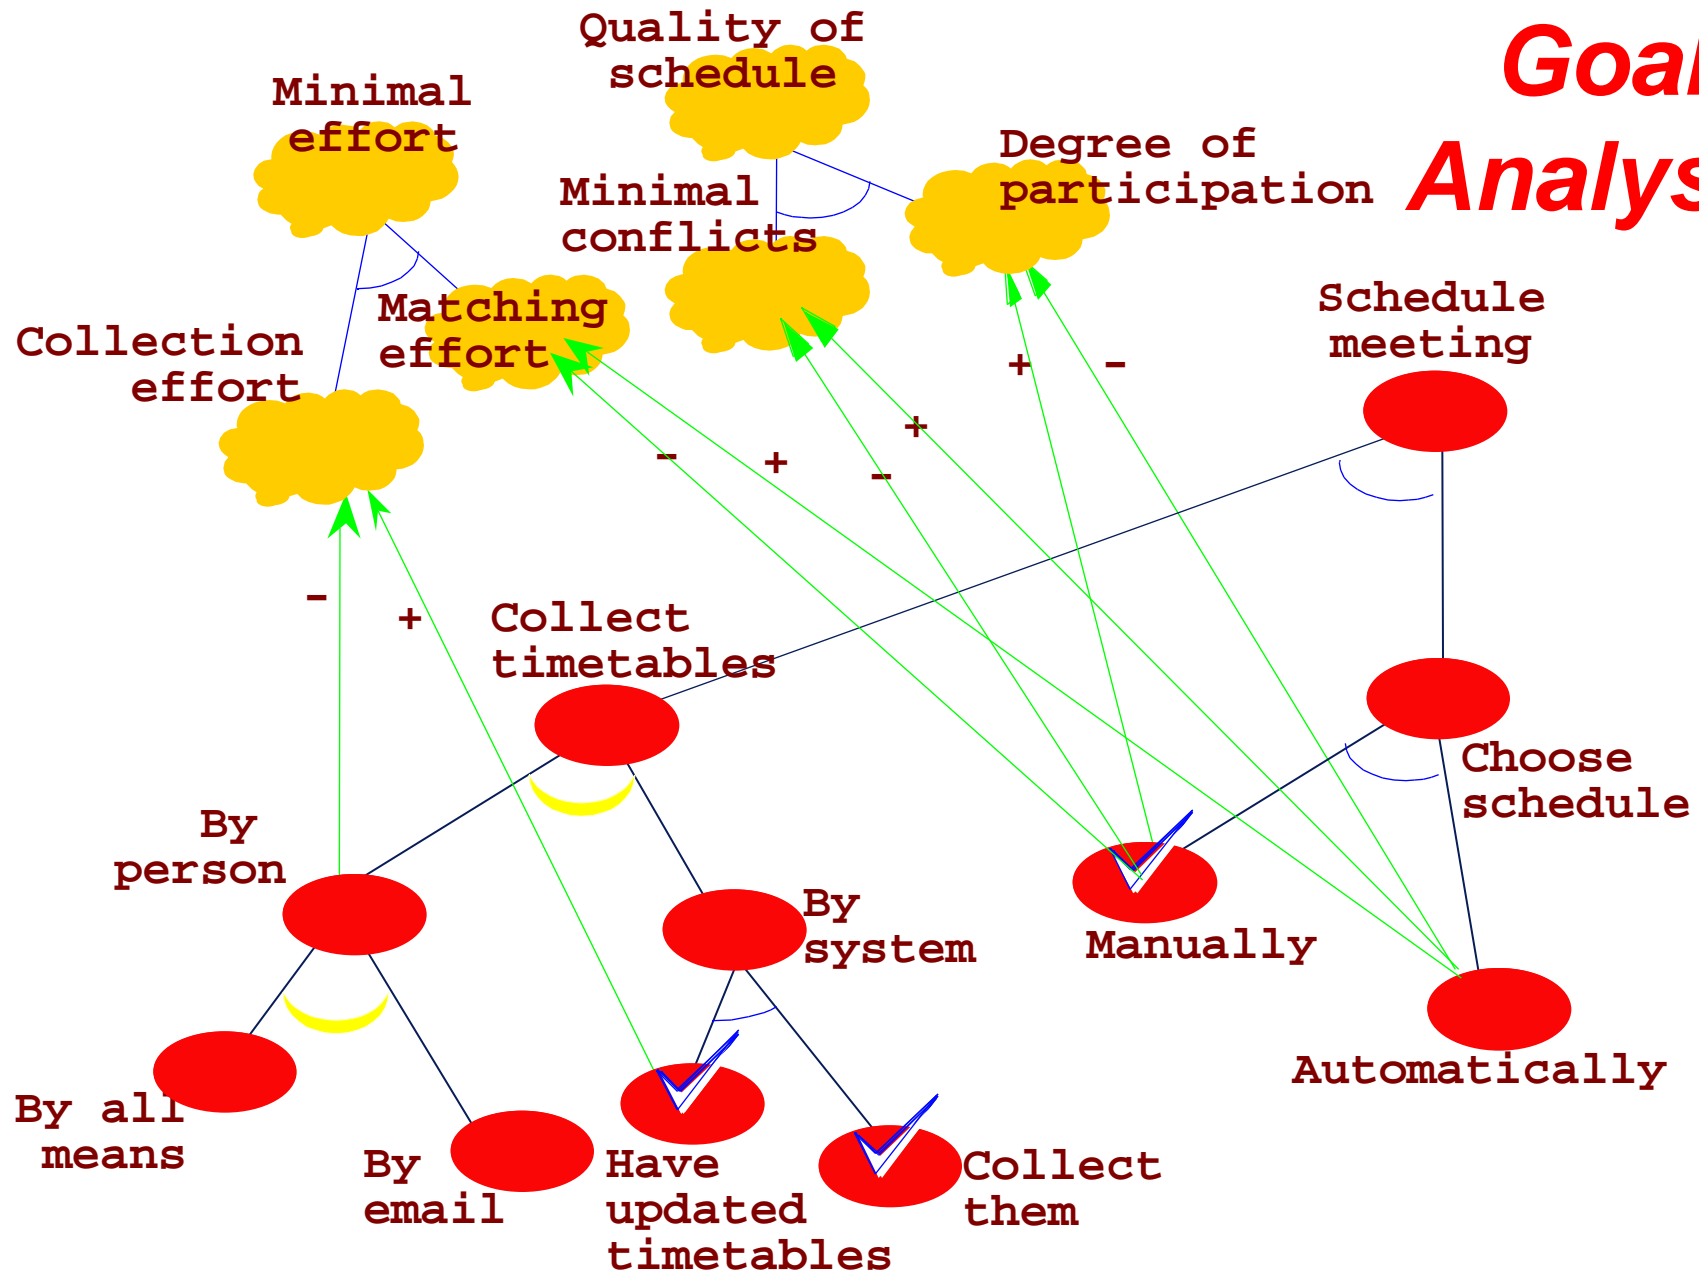 Quality of
schedule
Goal
Analys
Minimal
effort
Degree of
participation
Minimal
conflicts
Matching
effort
Schedule
meeting
Collection
effort
+
-
+
-
+
-
-
+
Collect
timetables
Choose
schedule
By
person
By
system
Manually
Automatically
By all
means
By
email
Have
updated
timetables
Collect
them